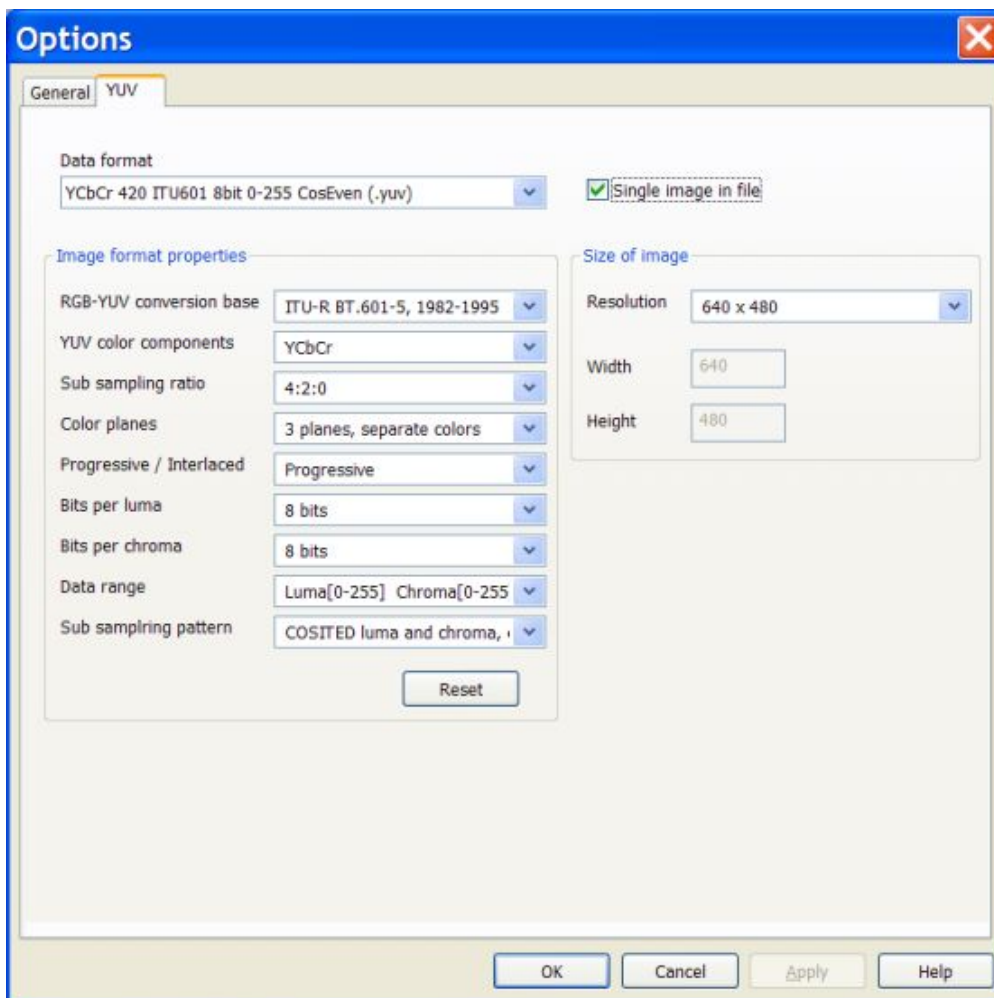 Options
General YUV
Data format
YCbCr 420 ITU601 8bit 0-255 CosEven (.yuv)
Single image in file
Image format properties
RGB-YUV conversion base ITU-R BT.601-5, 1982-1995
YUV color components YCbCr
Sub sampling ratio 4:2:0
Color planes 3 planes, separate colors
Progressive / Interlaced Progressive
Bits per luma 8 bits
Bits per chroma 8 bits
Data range Luma[0-255] Chroma[0-255
Sub samplring pattern COSITED luma and chroma,
Reset
Size of image
Resolution 640 x 480
Width 640
Height 480
OK Cancel Apply Help